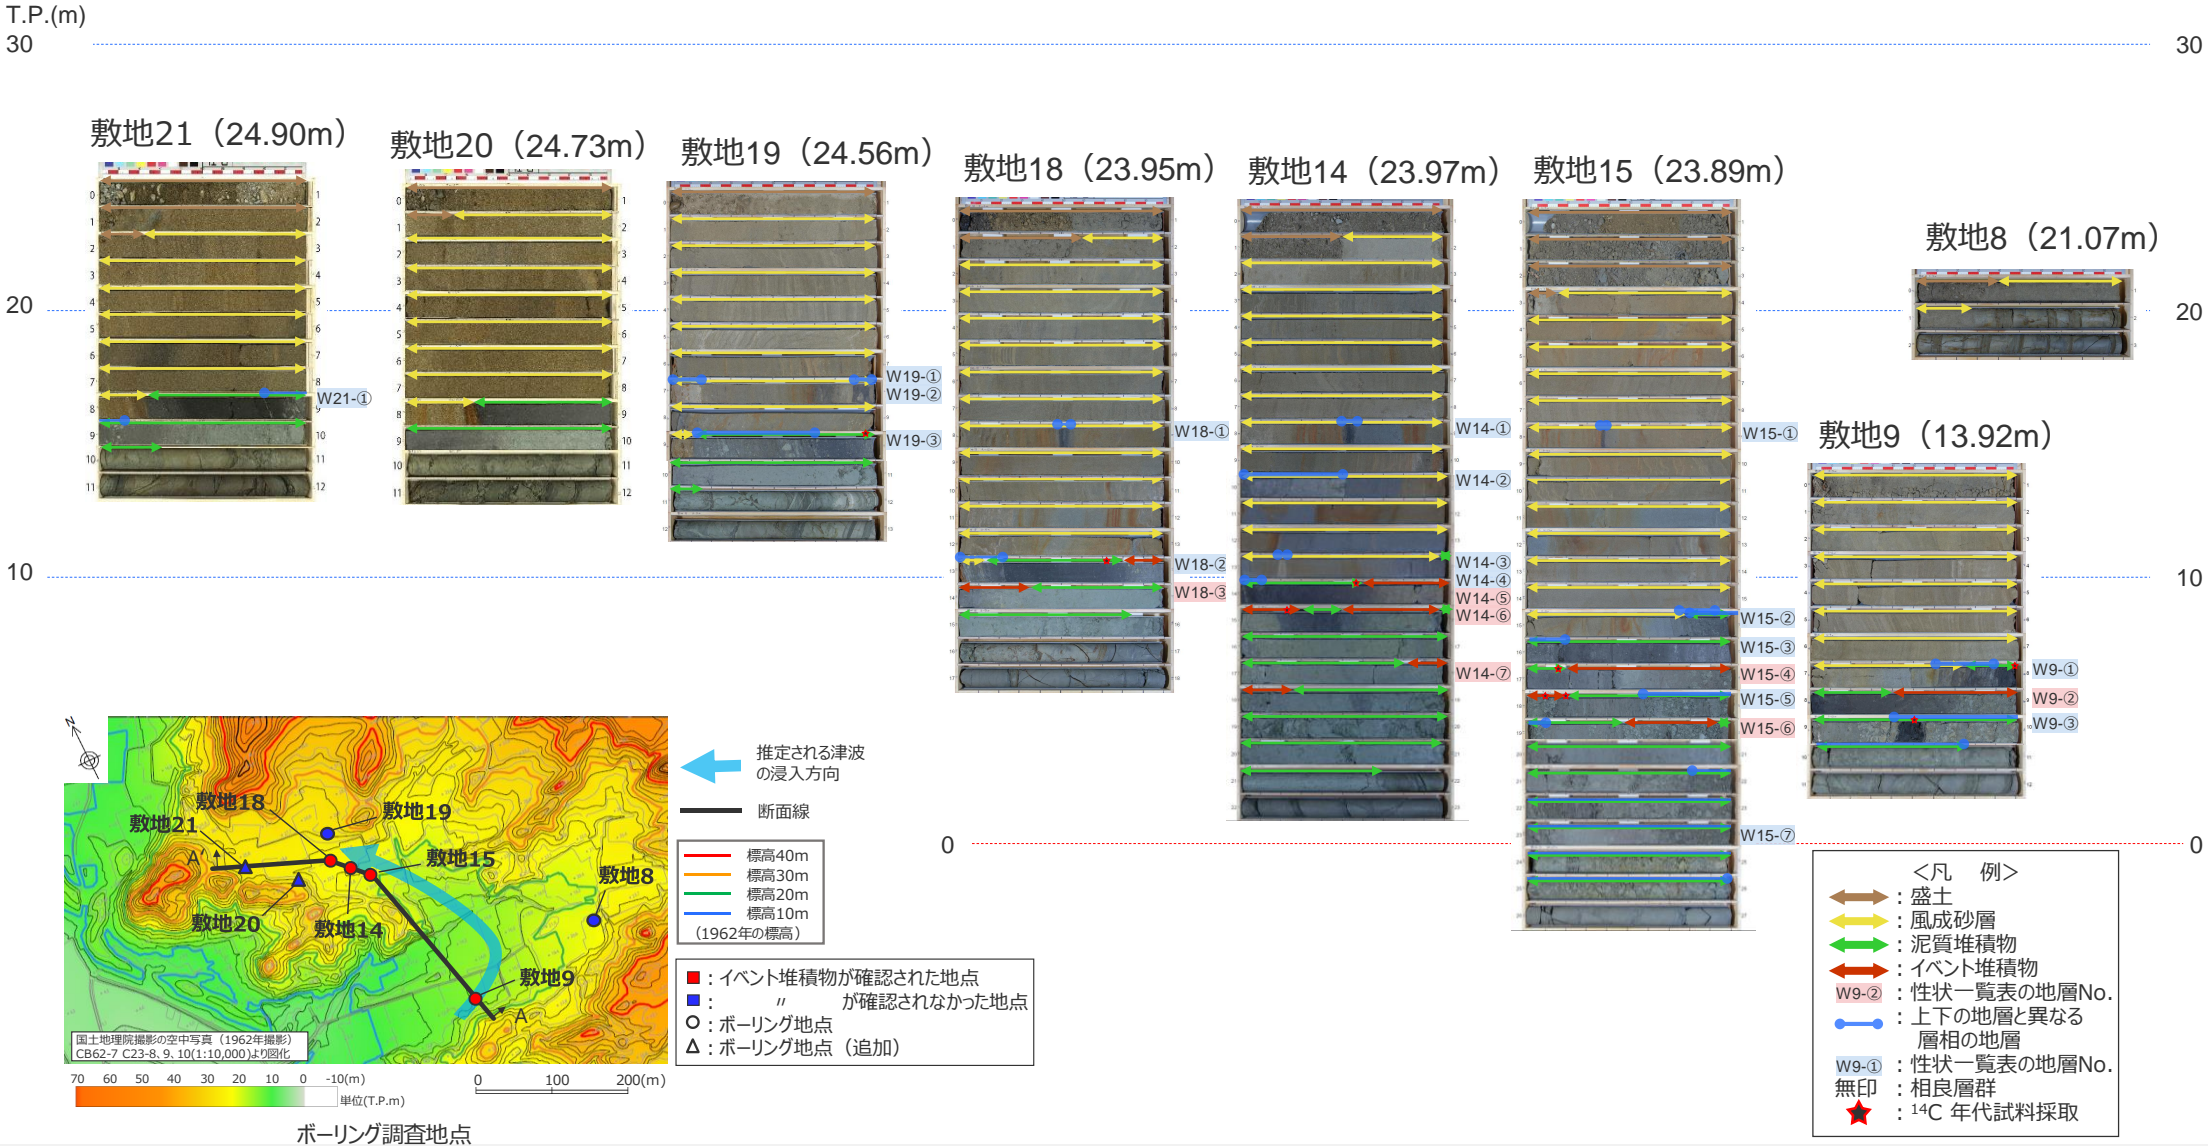 T.P.(m)
30
30
敷地21（24.90m）
敷地20（24.73m）
敷地19（24.56m）
敷地18（23.95m）
敷地14（23.97m）
敷地15（23.89m）
敷地8（21.07m）
20
20
W21-①
W19-①
W19-②
W19-③
W18-①
W14-①
W15-①
敷地9（13.92m）
W14-②
10
10
W18-②
W18-③
W14-③
W14-④
W14-⑤
W14-⑥
W14-⑦
W15-②
W15-③
W15-④
W15-⑤
W15-⑥
W15-⑦
W9-①
W9-②
W9-③
0
0
N
敷地18
敷地19
敷地21
敷地15
敷地8
敷地20
敷地14
敷地9
A'
A
国土地理院撮影の空中写真（1962年撮影）
CB62-7 C23-8、9、10(1:10,000)より図化
70 60 50 40 30 20 10 0 -10(m)
単位(T.P.m)
0 100 200(m)
ボーリング調査地点
推定される津波
の浸入方向
断面線
標高40m
標高30m
標高20m
標高10m
（1962年の標高）
：イベント堆積物が確認された地点
： 〃 が確認されなかった地点
：ボーリング地点
：ボーリング地点（追加）
＜凡 例＞
：盛土
：風成砂層
：泥質堆積物
：イベント堆積物
W9-②：性状一覧表の地層No.
：上下の地層と異なる
層相の地層
W9-①：性状一覧表の地層No.
無印：相良層群
：14C 年代試料採取